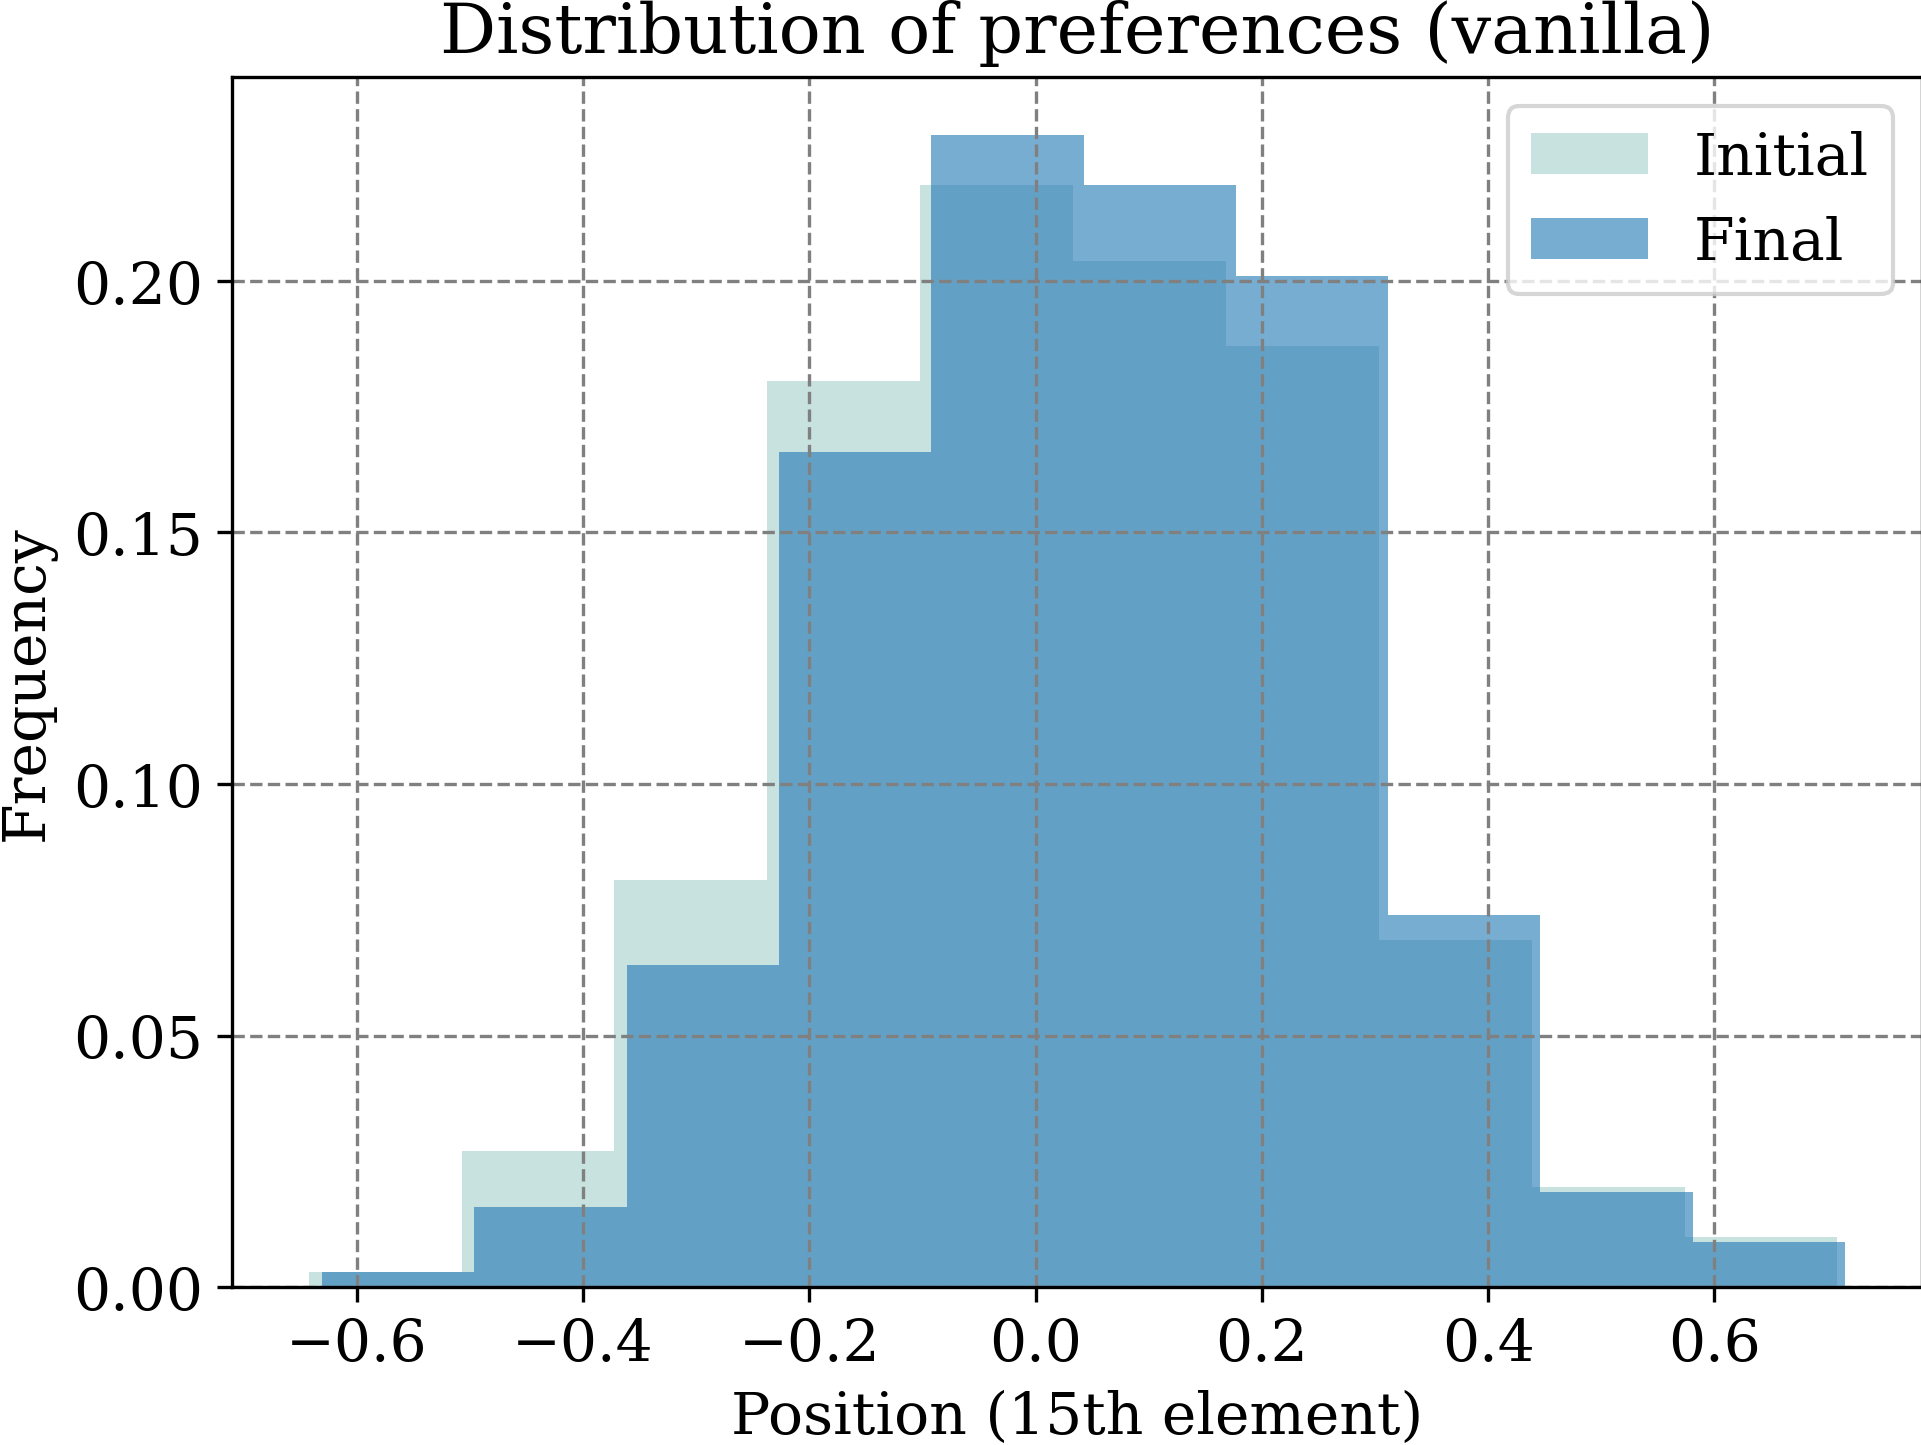 Distribution of preferences (vanilla)
Initial
Final
Frequency
0.20
0.15
0.10
0.05
0.00
−0.6 −0.4 −0.2 0.0 0.2 0.4 0.6
Position (15th element)